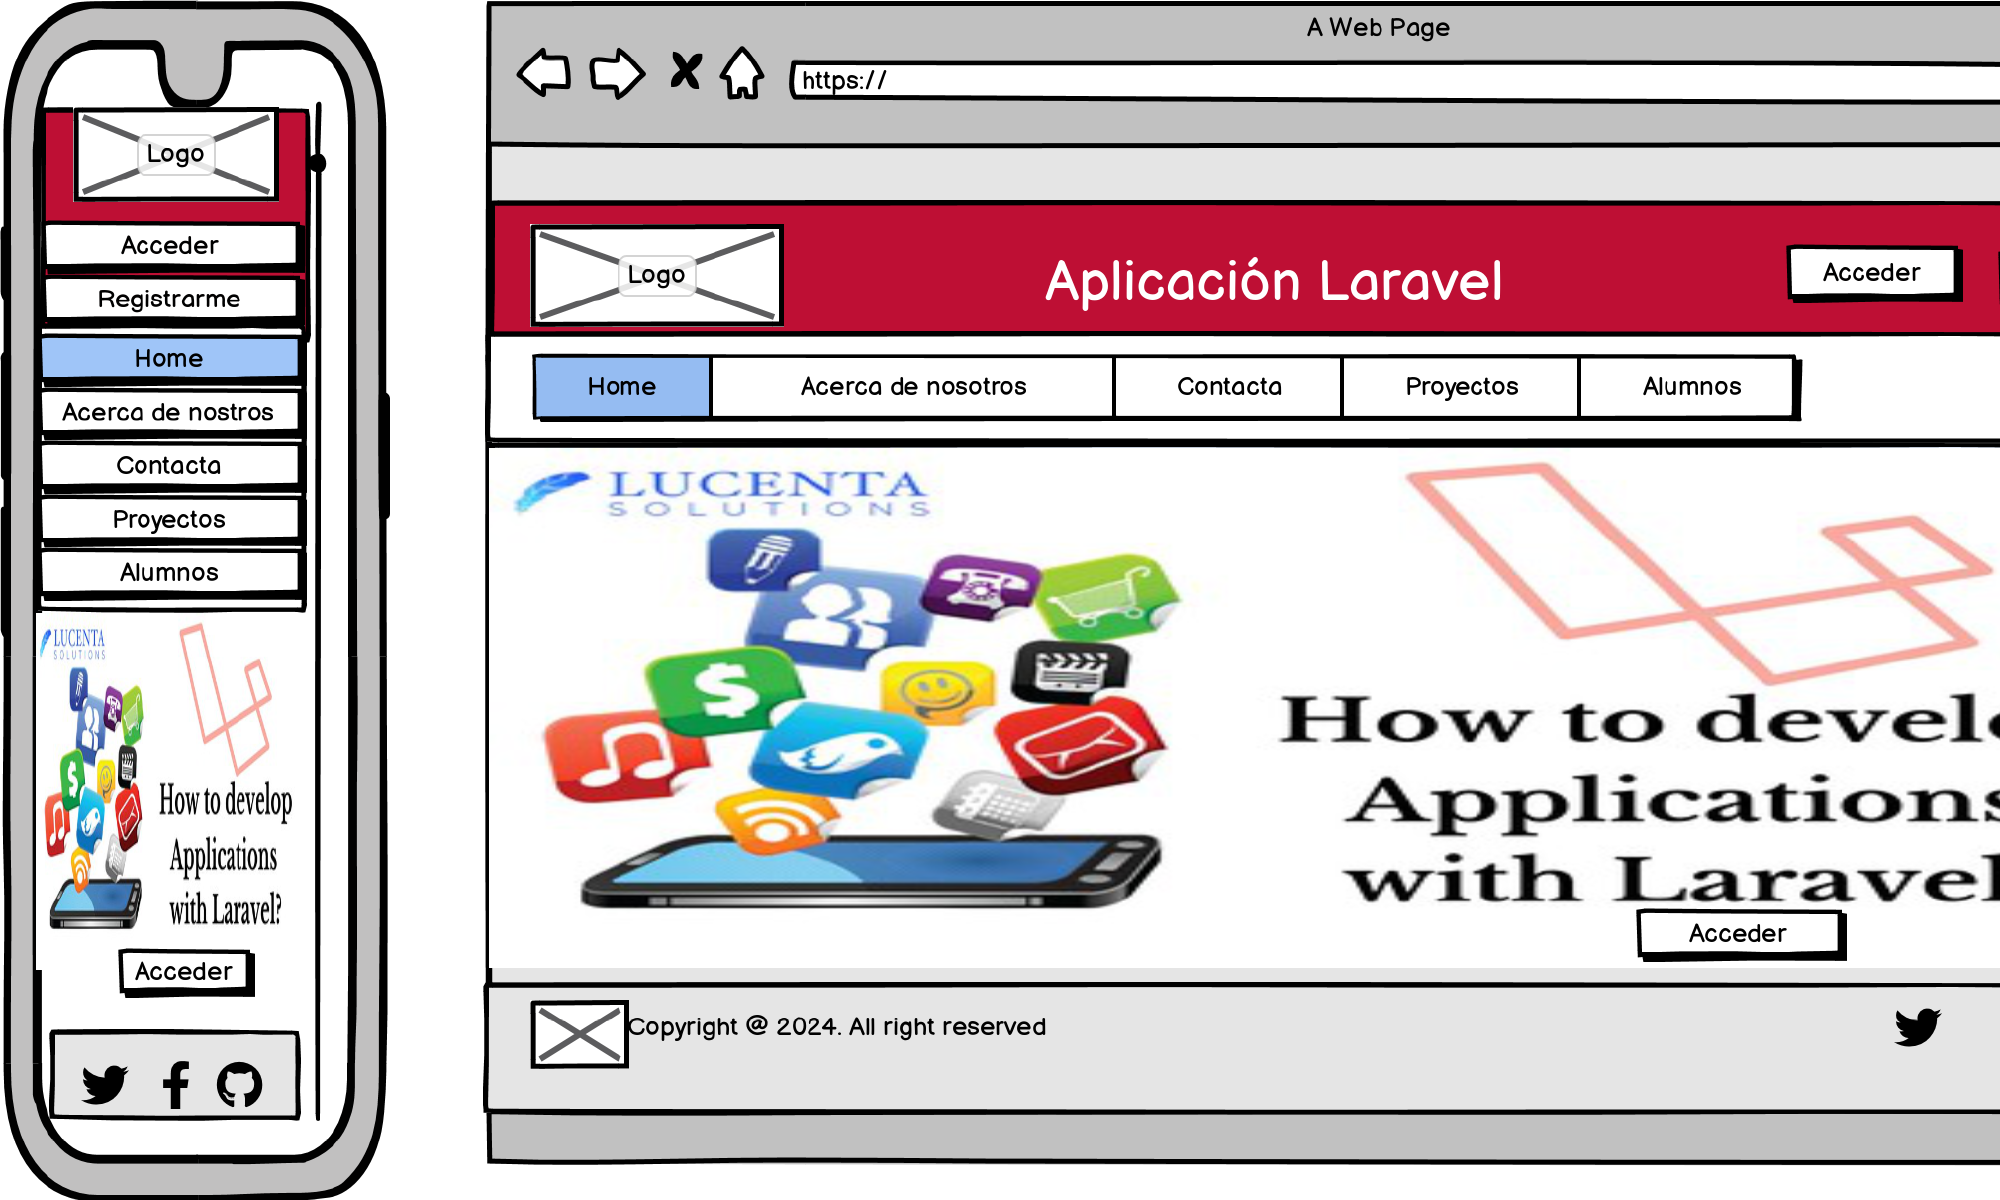 Logo
Acceder
Registrarme
Home
Acerca de nostros
Contacta
Proyectos
Alumnos
LUCENTA
SOLUTIONS
How to develop
Applications
with Laravel?
Acceder
A Web Page
https://
Logo
Aplicación Laravel
Acceder
Home
Acerca de nosotros
Contacta
Proyectos
Alumnos
LUCENTA
SOLUTIONS
How to develo
Applications
with Laravel
Acceder
Copyright @ 2024. All right reserved